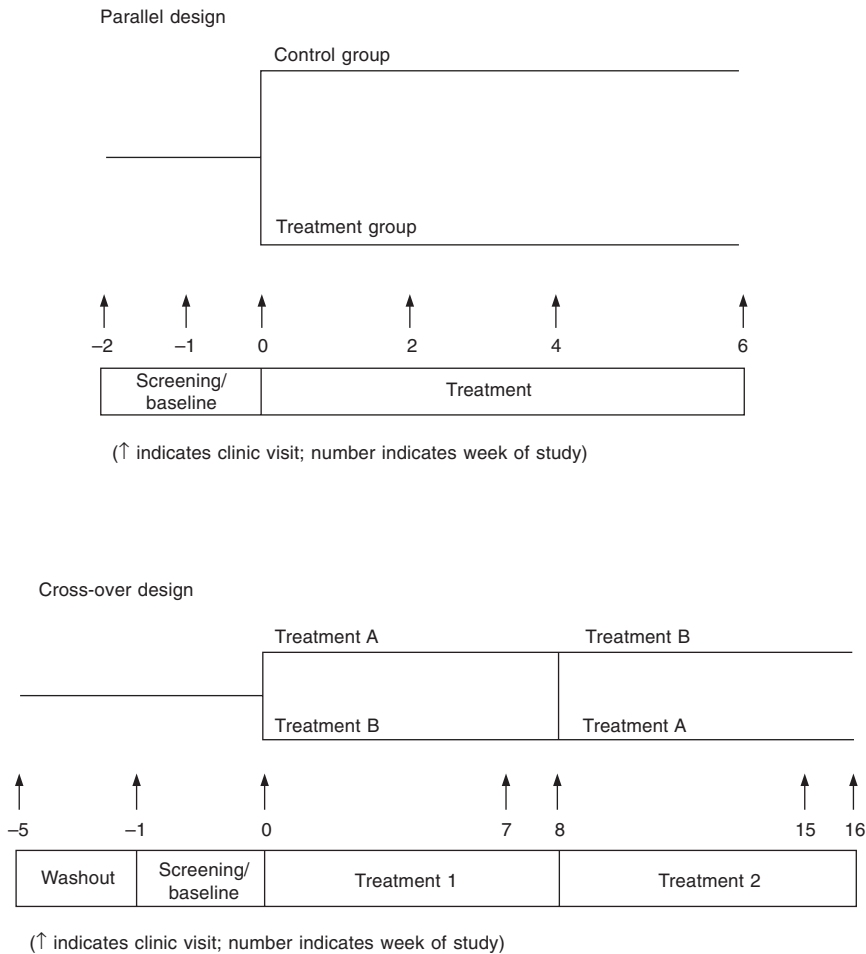 Parallel design
Control group
Treatment group
–2 –1 0 2 4 6
Screening/
baseline
Treatment
(↑ indicates clinic visit; number indicates week of study)
Cross-over design
Treatment A Treatment B
Treatment B Treatment A
–5 –1 0 7 8 15 16
Washout
Screening/
baseline
Treatment 1
Treatment 2
(↑ indicates clinic visit; number indicates week of study)